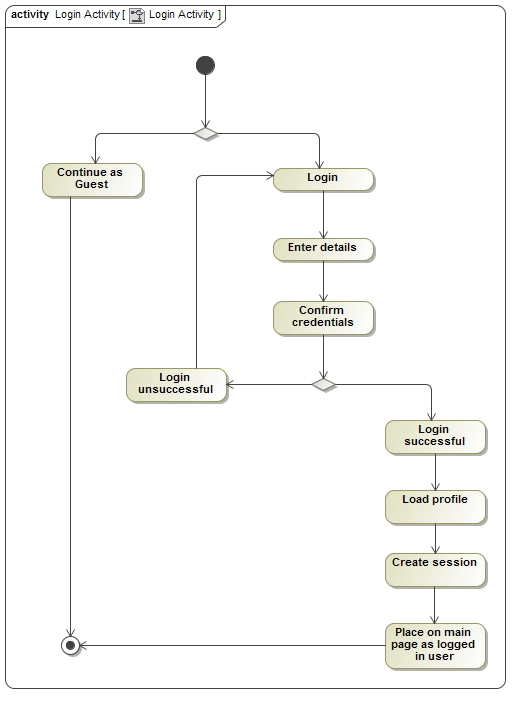 activity Login Activity [ Login Activity ]
Continue as
Guest
Login
Enter details
Confirm
credentials
Login
unsuccessful
Login
successful
Load profile
Create session
Place on main
page as logged
in user